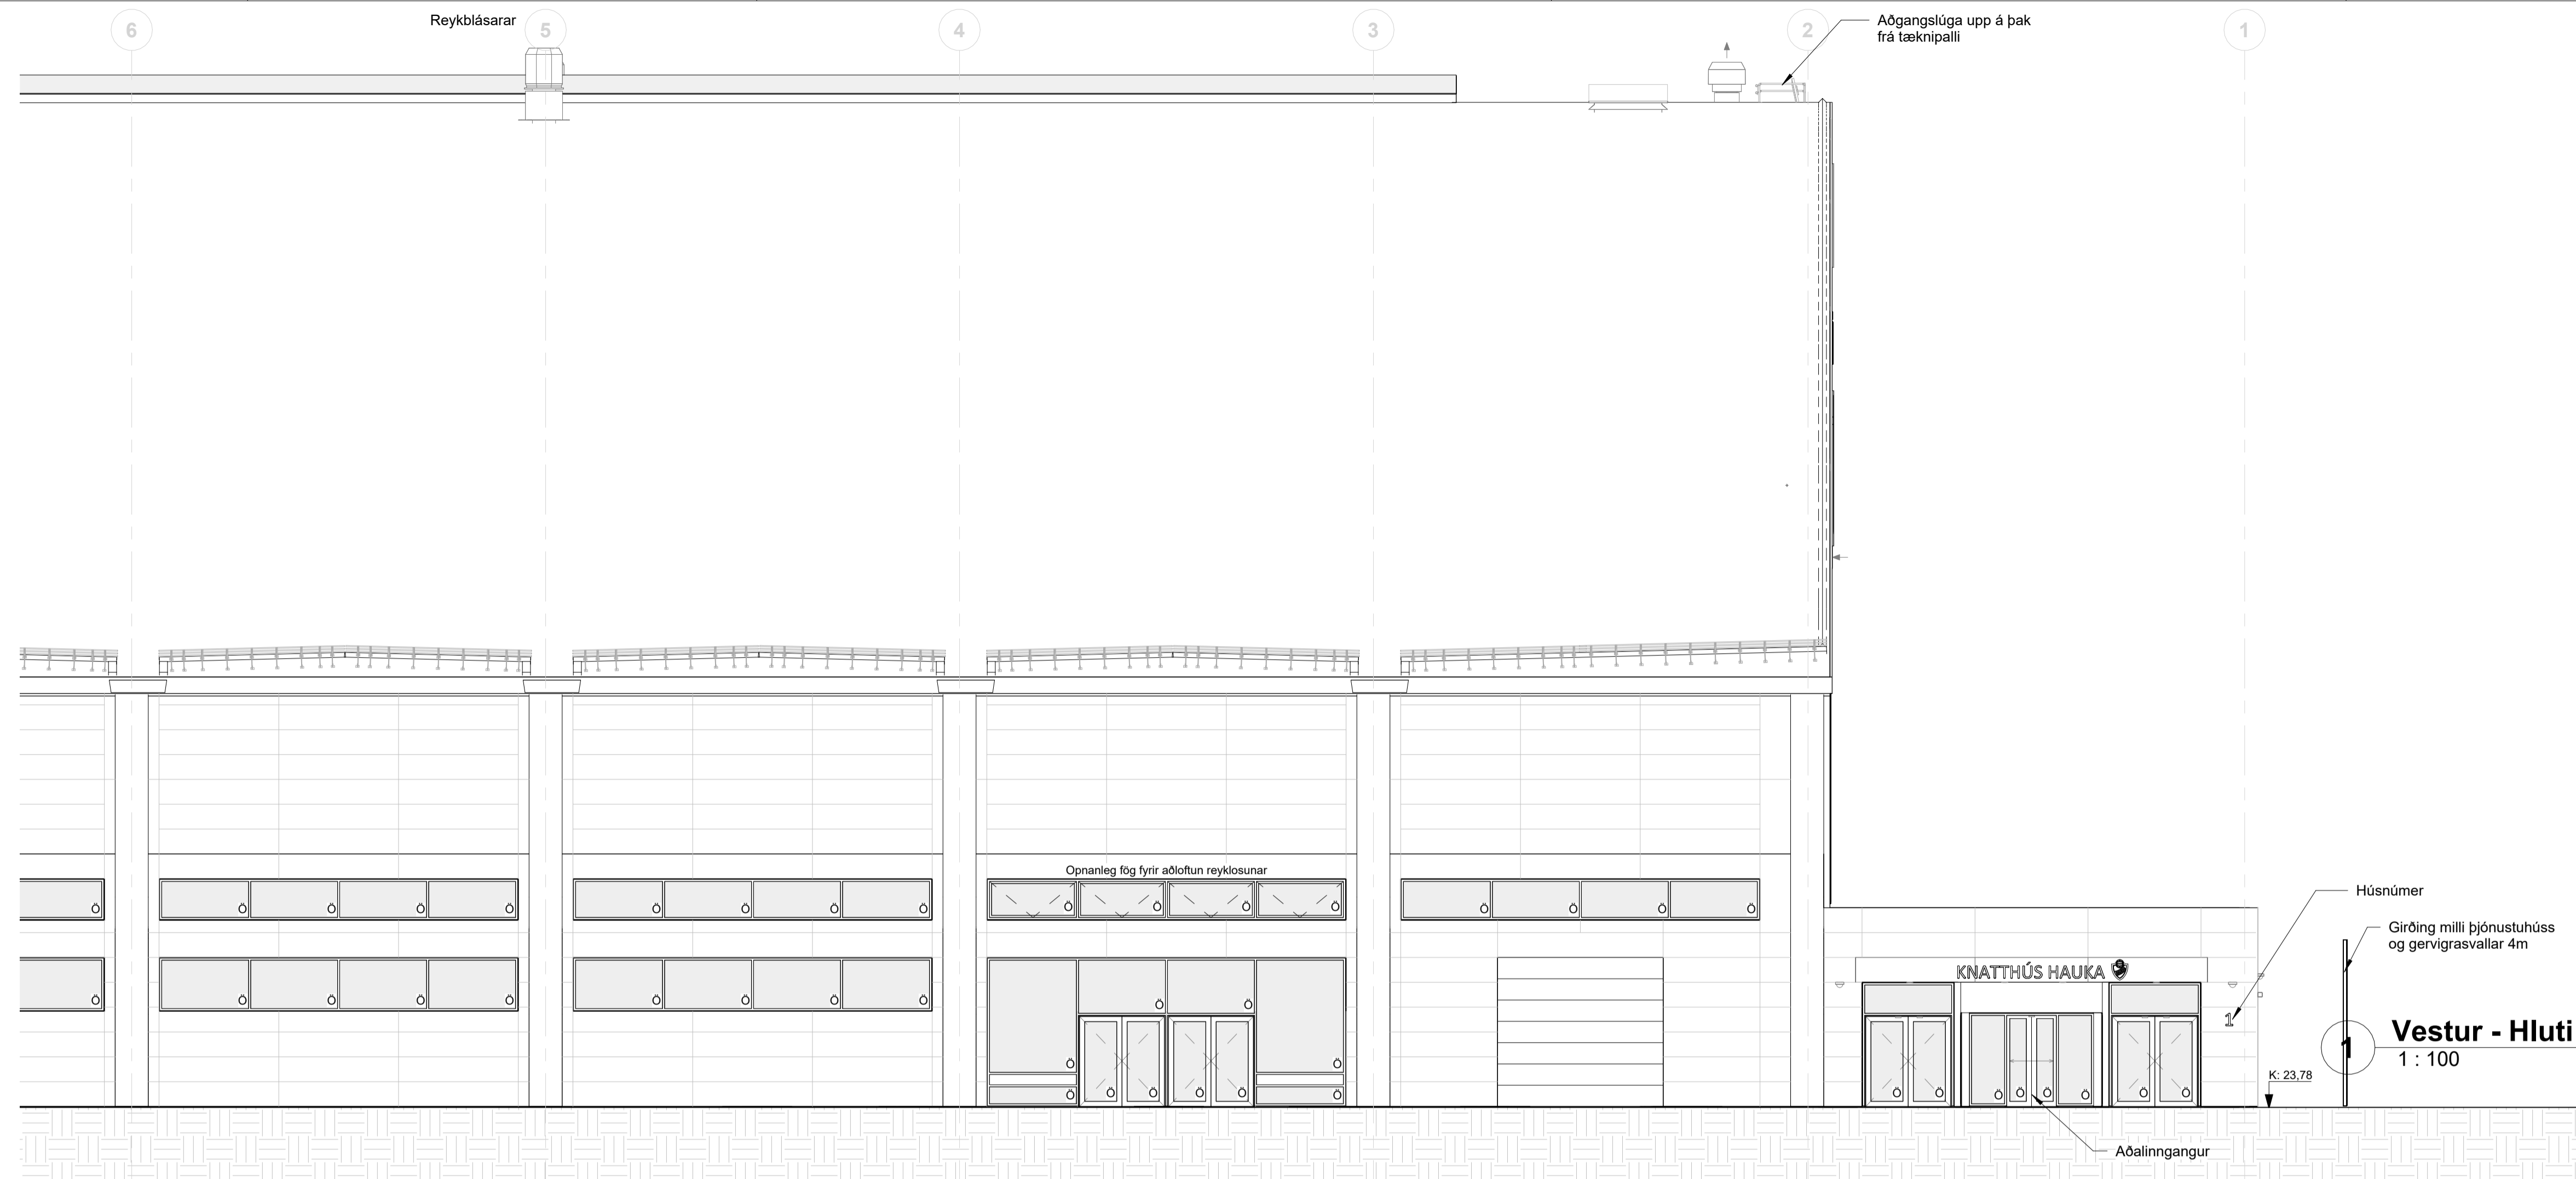 6
Reykblásarar
5
4
3
2
Aðgangslúga upp á þak
frá tæknipalli
1
Opnanleg fög fyrir aðloftun reyklosunar
Ö Ö Ö Ö Ö Ö Ö Ö Ö Ö Ö Ö Ö Ö Ö Ö Ö
Húsnúmer
Girðing milli þjónustuhúss
og gervigrasvallar 4m
KNATTHÚS HAUKA
Ö Ö Ö Ö Ö Ö Ö Ö Ö Ö Ö
1
1
Vestur - Hluti
1 : 100
Ö Ö
K: 23,78
Ö Ö Ö Ö Ö Ö Ö Ö Ö Ö Ö Ö Ö Ö
Aðalinngangur